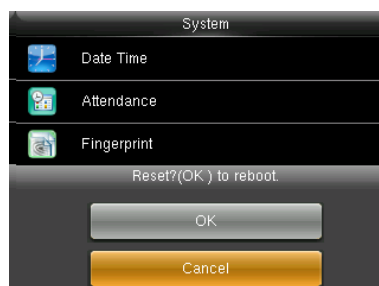 System
Date Time
Attendance
Fingerprint
Reset?(OK ) to reboot.
OK
Cancel